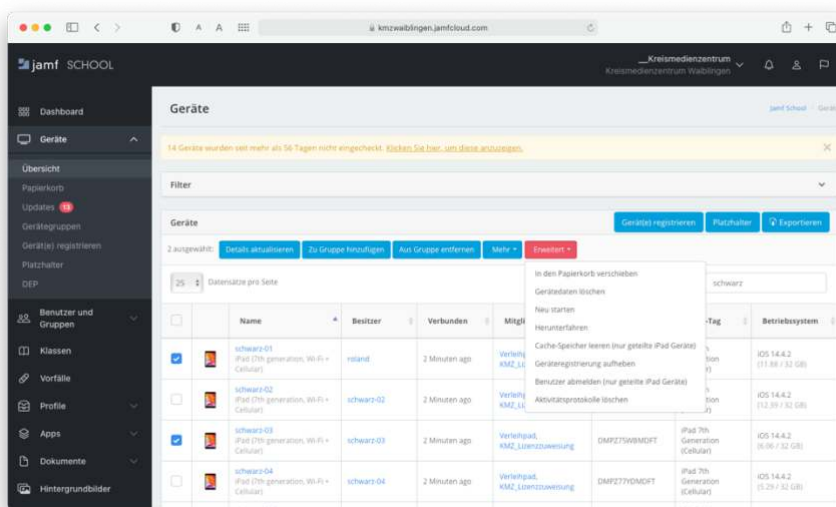 kmzwaiblingen.jamfcloud.com
jamf SCHOOL
__Kreismedienzentrum
Kreismedienzentrum Waiblingen
Dashboard
Geräte
Übersicht
Papierkorb
Updates 13
Gerätegruppen
Gerät(e) registrieren
Platzhalter
DEP
Benutzer und
Gruppen
Klassen
Vorfälle
Profile
Apps
Dokumente
Hintergrundbilder
Geräte
Jamf School
14 Geräte wurden seit mehr als 56 Tagen nicht eingecheckt. Klicken Sie hier, um diese anzuzeigen.
Filter
Geräte
Gerät(e) registrieren Platzhalter Exportieren
2 ausgewählt: Details aktualisieren Zu Gruppe hinzufügen Aus Gruppe entfernen Mehr Erweitert
25 Datensätze pro Seite
schwarz
In den Papierkorb verschieben
Gerätedaten löschen
Neu starten
Herunterfahren
Cache-Speicher leeren (nur geteilte iPad Geräte)
Geräteregistrierung aufheben
Benutzer abmelden (nur geteilte iPad Geräte)
Aktivitätsprotokolle löschen
Name Besitzer Verbunden Mitgli -Tag Betriebssystem
schwarz-01
iPad (7th generation, Wi-Fi +
Cellular)
roland
2 Minuten ago
iOS 14.4.2
(11.88 / 32 GB)
schwarz-02
iPad (7th generation, Wi-Fi +
Cellular)
schwarz-02
2 Minuten ago
iOS 14.4.2
(12.39 / 32 GB)
schwarz-03
iPad (7th generation, Wi-Fi +
Cellular)
schwarz-03
2 Minuten ago
Verleihpad,
KMZ_Lizenzzuweisung
DMPZ75W8MDFT
iPad 7th
Generation
(Cellular)
iOS 14.4.2
(6.06 / 32 GB)
schwarz-04
iPad (7th generation, Wi-Fi +
Cellular)
schwarz-04
2 Minuten ago
Verleihpad,
KMZ_Lizenzzuweisung
DMPZ77YDMDFT
iPad 7th
Generation
(Cellular)
iOS 14.4.2
(5.29 / 32 GB)